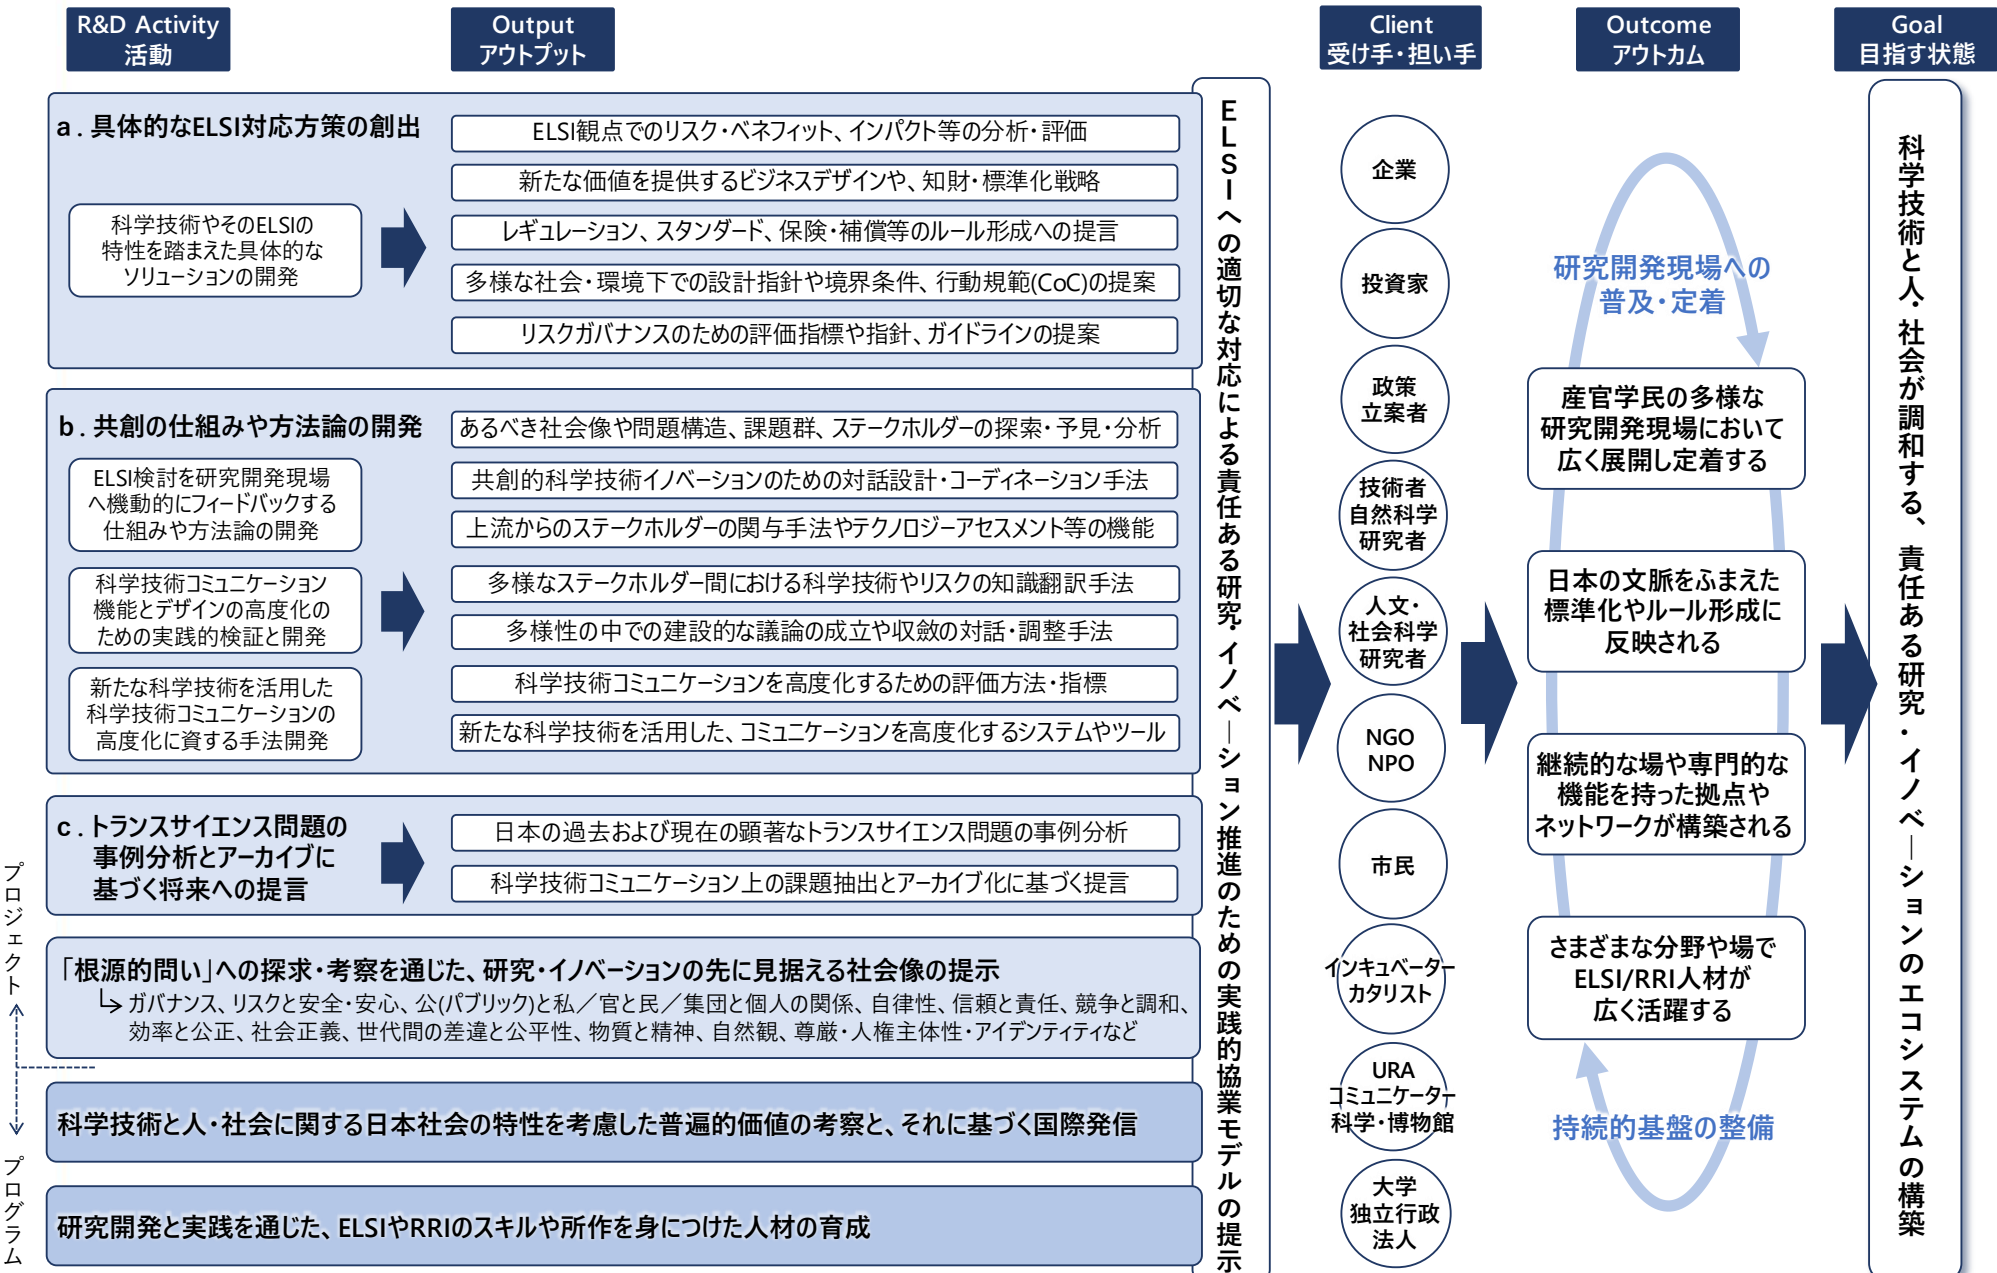 R&D Activity
活動
Output
アウトプット
Client
受け手・担い手
Outcome
アウトカム
Goal
目指す状態
a．具体的なELSI対応方策の創出
科学技術やそのELSIの
特性を踏まえた具体的な
ソリューションの開発
ELSI観点でのリスク・ベネフィット、インパクト等の分析・評価
新たな価値を提供するビジネスデザインや、知財・標準化戦略
レギュレーション、スタンダード、保険・補償等のルール形成への提言
多様な社会・環境下での設計指針や境界条件、行動規範(CoC)の提案
リスクガバナンスのための評価指標や指針、ガイドラインの提案
b．共創の仕組みや方法論の開発
ELSI検討を研究開発現場
へ機動的にフィードバックする
仕組みや方法論の開発
科学技術コミュニケーション
機能とデザインの高度化の
ための実践的検証と開発
新たな科学技術を活用した
科学技術コミュニケーションの
高度化に資する手法開発
あるべき社会像や問題構造、課題群、ステークホルダーの探索・予見・分析
共創的科学技術イノベーションのための対話設計・コーディネーション手法
上流からのステークホルダーの関与手法やテクノロジーアセスメント等の機能
多様なステークホルダー間における科学技術やリスクの知識翻訳手法
多様性の中での建設的な議論の成立や収斂の対話・調整手法
科学技術コミュニケーションを高度化するための評価方法・指標
新たな科学技術を活用した、コミュニケーションを高度化するシステムやツール
c．トランスサイエンス問題の
事例分析とアーカイブに
基づく将来への提言
日本の過去および現在の顕著なトランスサイエンス問題の事例分析
科学技術コミュニケーション上の課題抽出とアーカイブ化に基づく提言
「根源的問い」への探求・考察を通じた、研究・イノベーションの先に見据える社会像の提示
ガバナンス、リスクと安全・安心、公(パブリック)と私／官と民／集団と個人の関係、自律性、信頼と責任、競争と調和、
効率と公正、社会正義、世代間の差違と公平性、物質と精神、自然観、尊厳・人権主体性・アイデンティティなど
科学技術と人・社会に関する日本社会の特性を考慮した普遍的価値の考察と、それに基づく国際発信
研究開発と実践を通じた、ELSIやRRIのスキルや所作を身につけた人材の育成
プロジェクト
プログラム
ELSIへの適切な対応による責任ある研究・イノベーション推進のための実践的協業モデルの提示
企業
投資家
政策
立案者
技術者
自然科学
研究者
人文・
社会科学
研究者
NGO
NPO
市民
インキュベーター
カタリスト
URA
コミュニケーター
科学・博物館
大学
独立行政
法人
研究開発現場への
普及・定着
産官学民の多様な
研究開発現場において
広く展開し定着する
日本の文脈をふまえた
標準化やルール形成に
反映される
継続的な場や専門的な
機能を持った拠点や
ネットワークが構築される
さまざまな分野や場で
ELSI/RRI人材が
広く活躍する
持続的基盤の整備
科学技術と人・社会が調和する、責任ある研究・イノベーションのエコシステムの構築